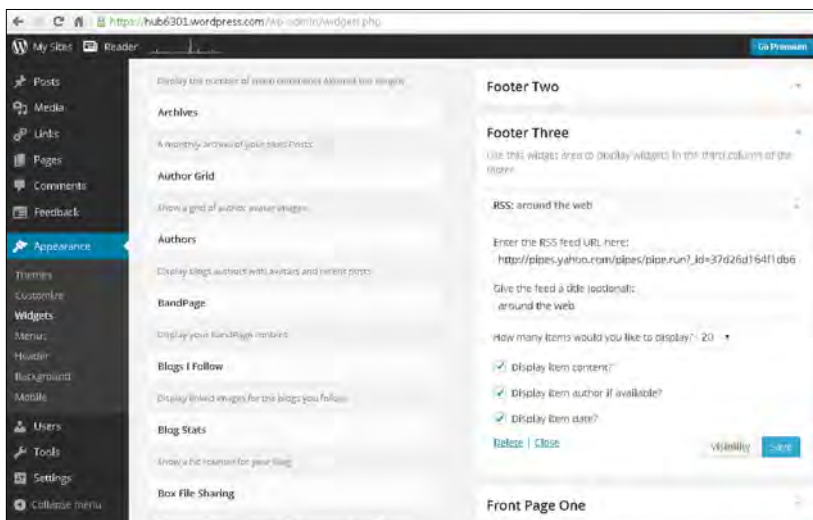 https://hub6301.wordpress.com/wp-admin/widgets.php
My Sites Reader
Go Premium
Posts
Media
Links
Pages
Comments
Feedback
Appearance
Themes
Customize
Widgets
Menus
Header
Background
Mobile
Users
Tools
Settings
Collapse menu
Display the number of
Archives
A monthly archive of your site's Posts.
Author Grid
Show a grid of author avatar images.
Authors
Display blogs authors with avatars and recent posts.
BandPage
Display your BandPage content.
Blogs I Follow
Display linked images for the blogs you follow.
Blog Stats
Show a hit counter for your blog.
Box File Sharing
Footer Two
Footer Three
Use this widget area to display widgets in the third column of the
footer.
RSS: around the web
Enter the RSS feed URL here:
http://pipes.yahoo.com/pipes/pipe.run?_id=37d26d164f1db6
Give the feed a title (optional):
around the web
How many items would you like to display? 20
Display item content?
Display item author if available?
Display item date?
Delete | Close
Visibility Save
Front Page One